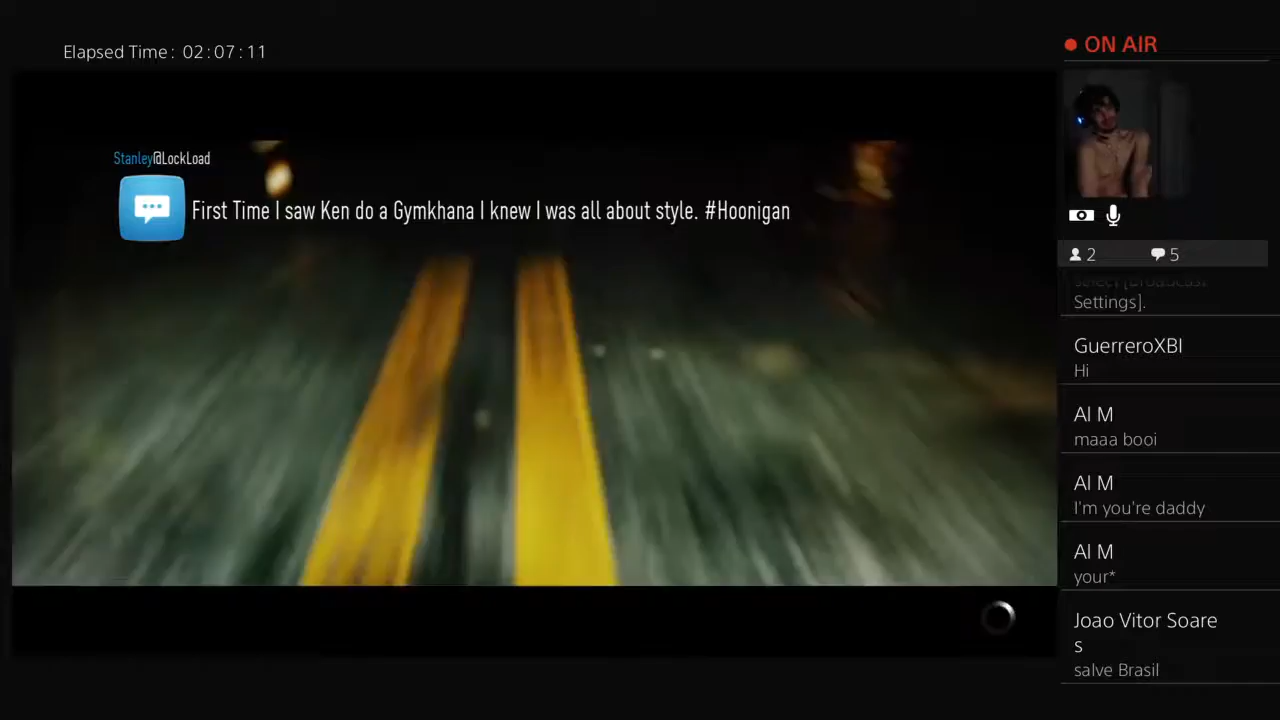 Elapsed Time: 02:07:11
ON AIR
Stanley@LockLoad
First Time I saw Ken do a Gymkhana I knew I was all about style. #Hoonigan
2
5
select [Broadcast
Settings].
GuerreroXBI
Hi
Al M
maaa booi
Al M
I'm you're daddy
Al M
your*
Joao Vitor Soare
s
salve Brasil